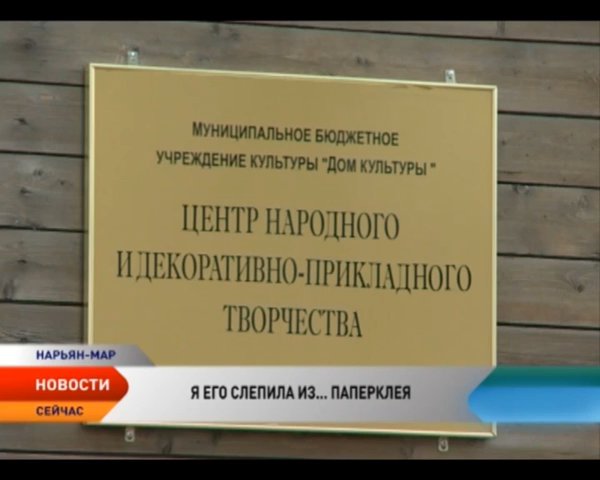 МУНИЦИПАЛЬНОЕ БЮДЖЕТНОЕ
УЧРЕЖДЕНИЕ КУЛЬТУРЫ "ДОМ КУЛЬТУРЫ "
ЦЕНТР НАРОДНОГО
И ДЕКОРАТИВНО-ПРИКЛАДНОГО
ТВОРЧЕСТВА
НАРЬЯН-МАР
НОВОСТИ
СЕЙЧАС
Я ЕГО СЛЕПИЛА ИЗ... ПАПЕРКЛЕЯ